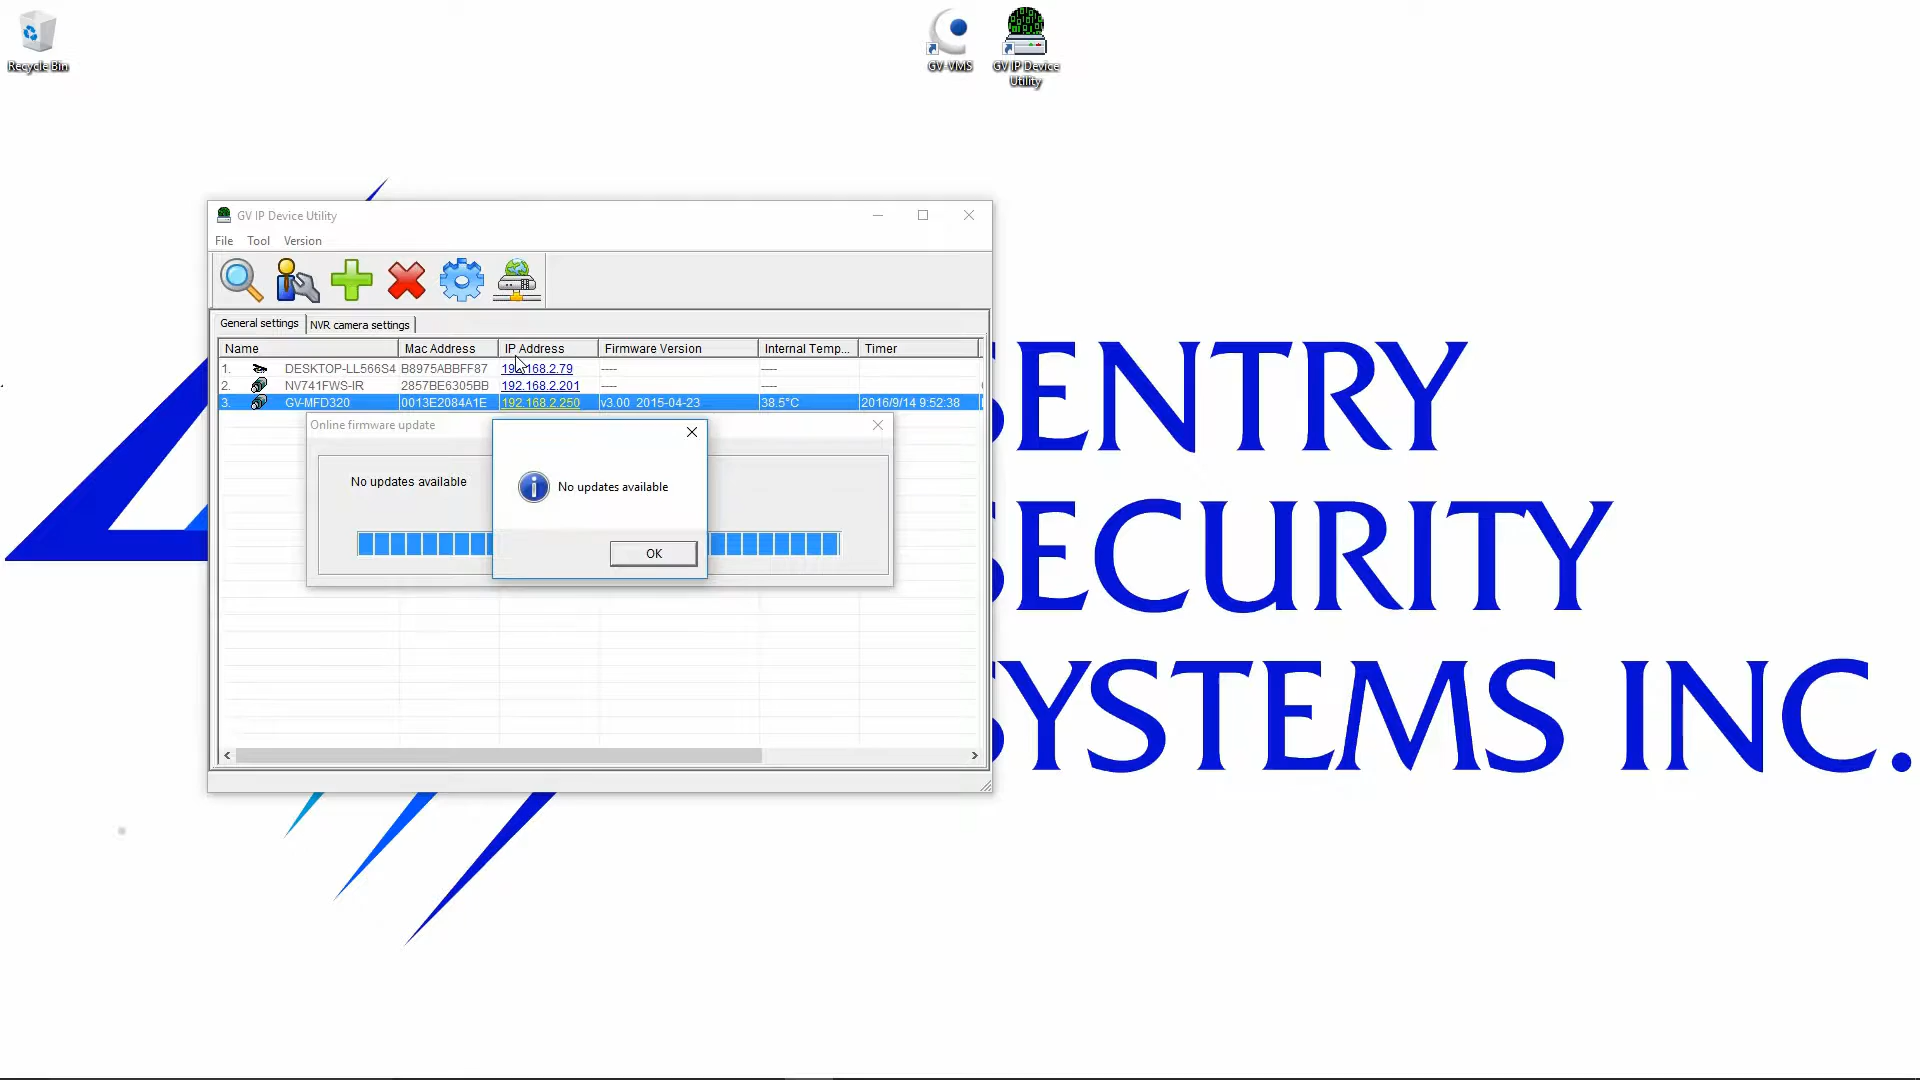 Recycle Bin
GV-VMS
GV IP Device
Utility
GV IP Device Utility
File Tool Version
General settings NVR camera settings
Name Mac Address IP Address Firmware Version Internal Temp... Timer
1. DESKTOP-LL566S4 B8975ABBFF87 192.168.2.79 ---- ----
2. NV741FWS-IR 2857BE6305BB 192.168.2.201 ---- ----
3. GV-MFD320 0013E2084A1E 192.168.2.250 v3.00 2015-04-23 38.5°C 2016/9/14 9:52:38
Online firmware update
No updates available
No updates available
OK
SENTRY
SECURITY
SYSTEMS INC.